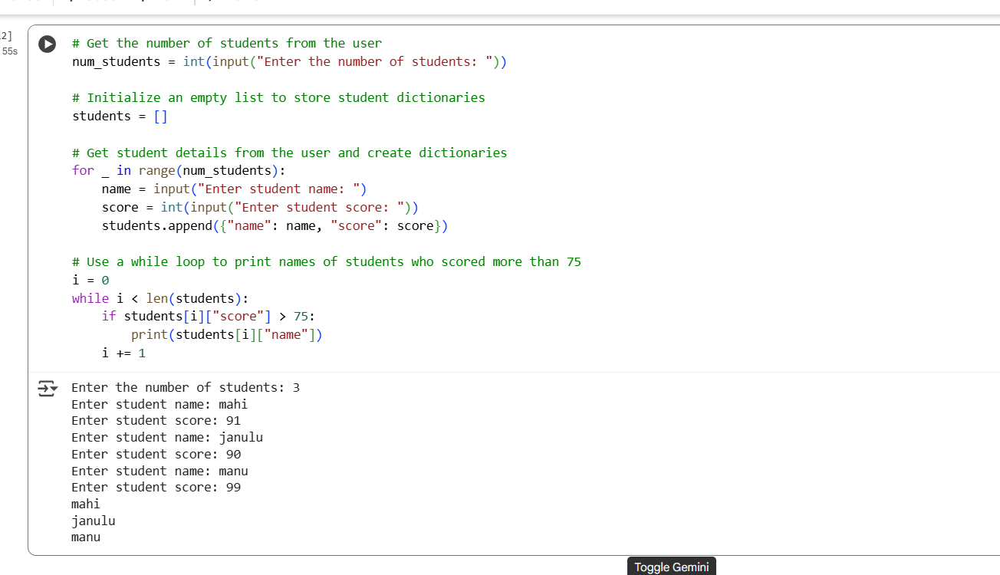 2]
55s
# Get the number of students from the user
num_students = int(input("Enter the number of students: "))
# Initialize an empty list to store student dictionaries
students = []
# Get student details from the user and create dictionaries
for _ in range(num_students):
    name = input("Enter student name: ")
    score = int(input("Enter student score: "))
    students.append({"name": name, "score": score})
# Use a while loop to print names of students who scored more than 75
i = 0
while i < len(students):
    if students[i]["score"] > 75:
        print(students[i]["name"])
    i += 1
Enter the number of students: 3
Enter student name: mahi
Enter student score: 91
Enter student name: janulu
Enter student score: 90
Enter student name: manu
Enter student score: 99
mahi
janulu
manu
Toggle Gemini